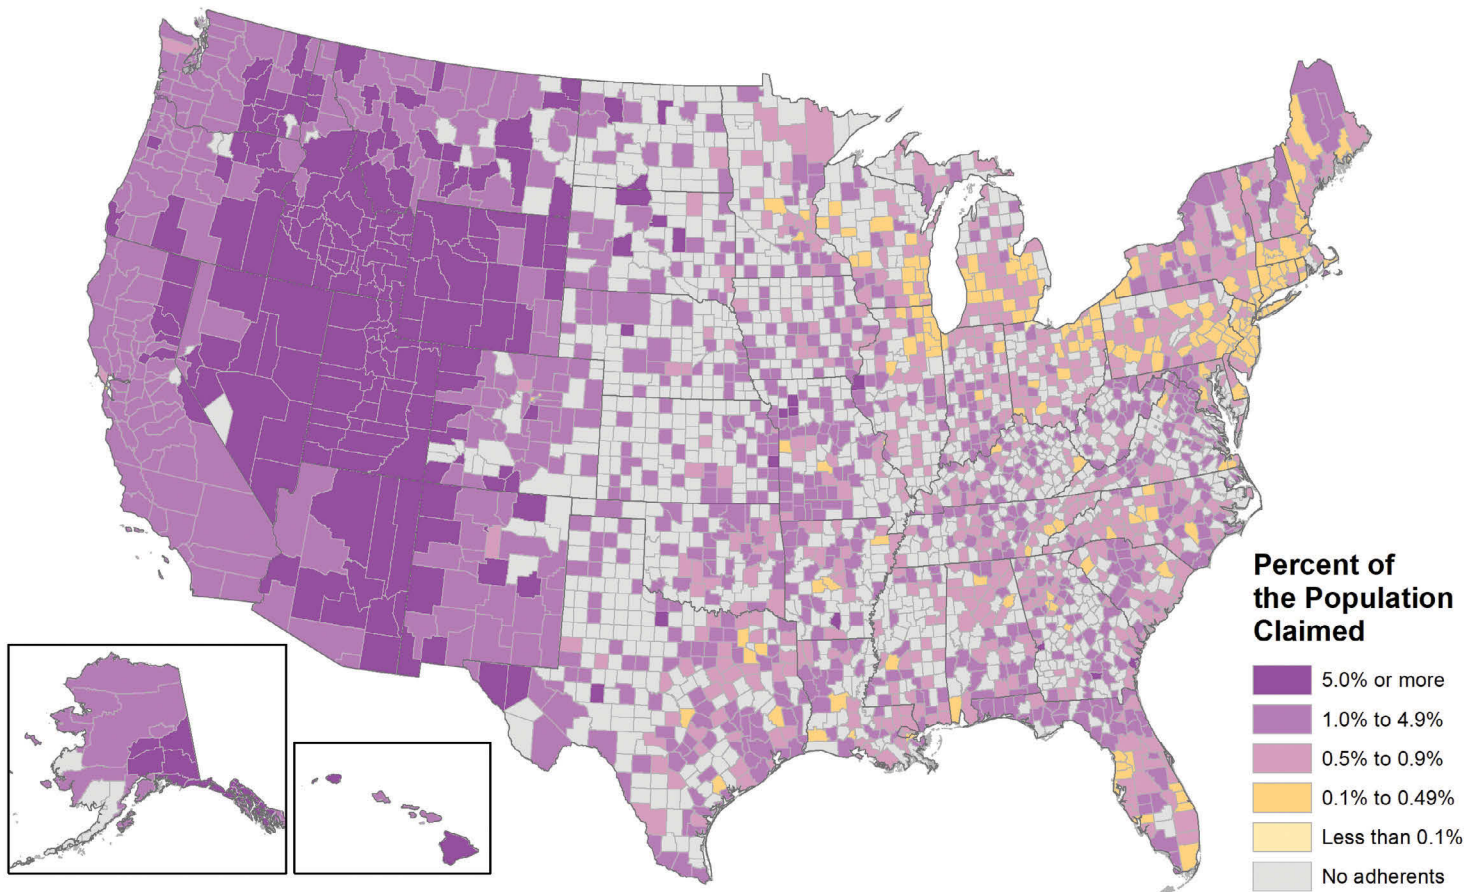 Percent of
the Population
Claimed
5.0% or more
1.0% to 4.9%
0.5% to 0.9%
0.1% to 0.49%
Less than 0.1%
No adherents